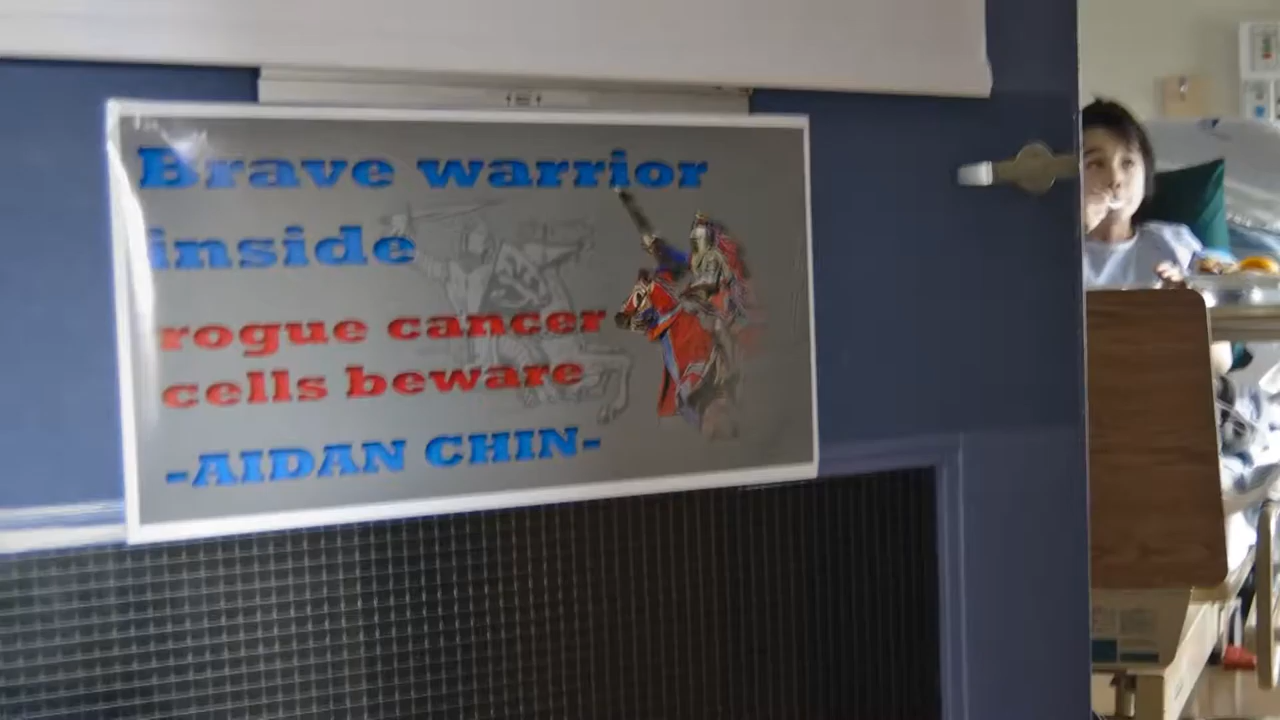 Brave warrior
inside
rogue cancer
cells beware
-AIDAN CHIN-